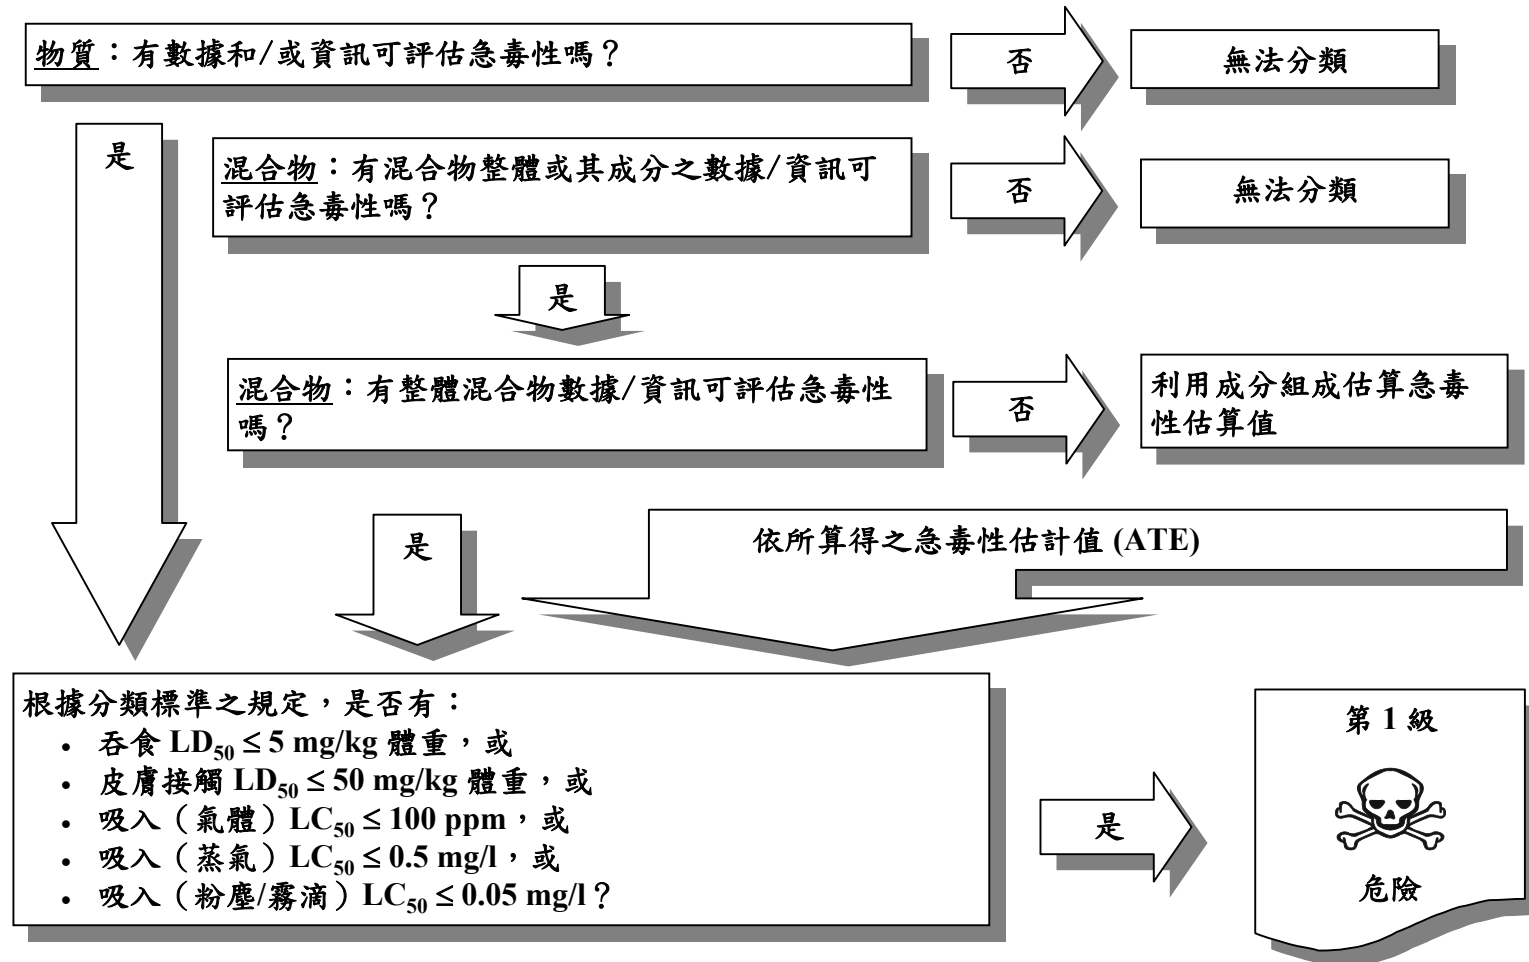 物質：有數據和/或資訊可評估急毒性嗎？
否
無法分類
是
混合物：有混合物整體或其成分之數據/資訊可
評估急毒性嗎？
否
無法分類
是
混合物：有整體混合物數據/資訊可評估急毒性
嗎？
否
利用成分組成估算急毒
性估算值
是
依所算得之急毒性估計值 (ATE)
根據分類標準之規定，是否有：
• 吞食 LD50 ≤ 5 mg/kg 體重，或
• 皮膚接觸 LD50 ≤ 50 mg/kg 體重，或
• 吸入（氣體）LC50 ≤ 100 ppm，或
• 吸入（蒸氣）LC50 ≤ 0.5 mg/l，或
• 吸入（粉塵/霧滴）LC50 ≤ 0.05 mg/l？
是
第 1 級
危險